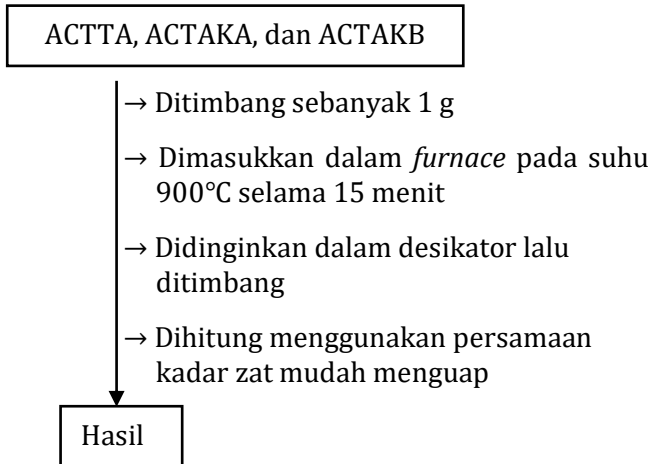 ACTTA, ACTAKA, dan ACTAKB
→ Ditimbang sebanyak 1 g
→ Dimasukkan dalam furnace pada suhu
900°C selama 15 menit
→ Didinginkan dalam desikator lalu
ditimbang
→ Dihitung menggunakan persamaan
kadar zat mudah menguap
Hasil